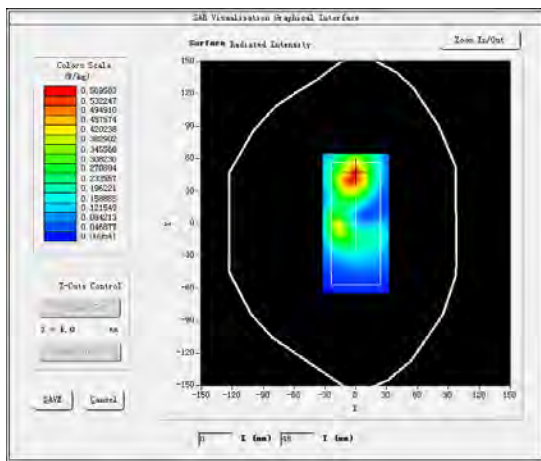 SAR Visualisation Graphical Interface
Surface Radiated Intensity
Zoom In/Out
Colors Scale
(W/kg)
0.569583
0.532247
0.494910
0.457574
0.420238
0.382902
0.345566
0.308230
0.270894
0.233557
0.196221
0.158885
0.121549
0.084213
0.046877
150
120
90
60
30
0
-30
-60
-90
-120
-150
-150 -120 -90 -60 -30 0 30 60 90 120 150
Y
X
Z-Cuts Control
mm
SAVE
Cancel
0 X (mm) 48 Y (mm)